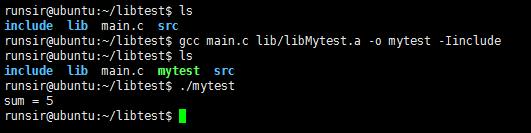 runsir@ubuntu:~/libtest$ ls
include lib main.c src
runsir@ubuntu:~/libtest$ gcc main.c lib/libMytest.a -o mytest -Iinclude
runsir@ubuntu:~/libtest$ ls
include lib main.c mytest src
runsir@ubuntu:~/libtest$ ./mytest
sum = 5
runsir@ubuntu:~/libtest$